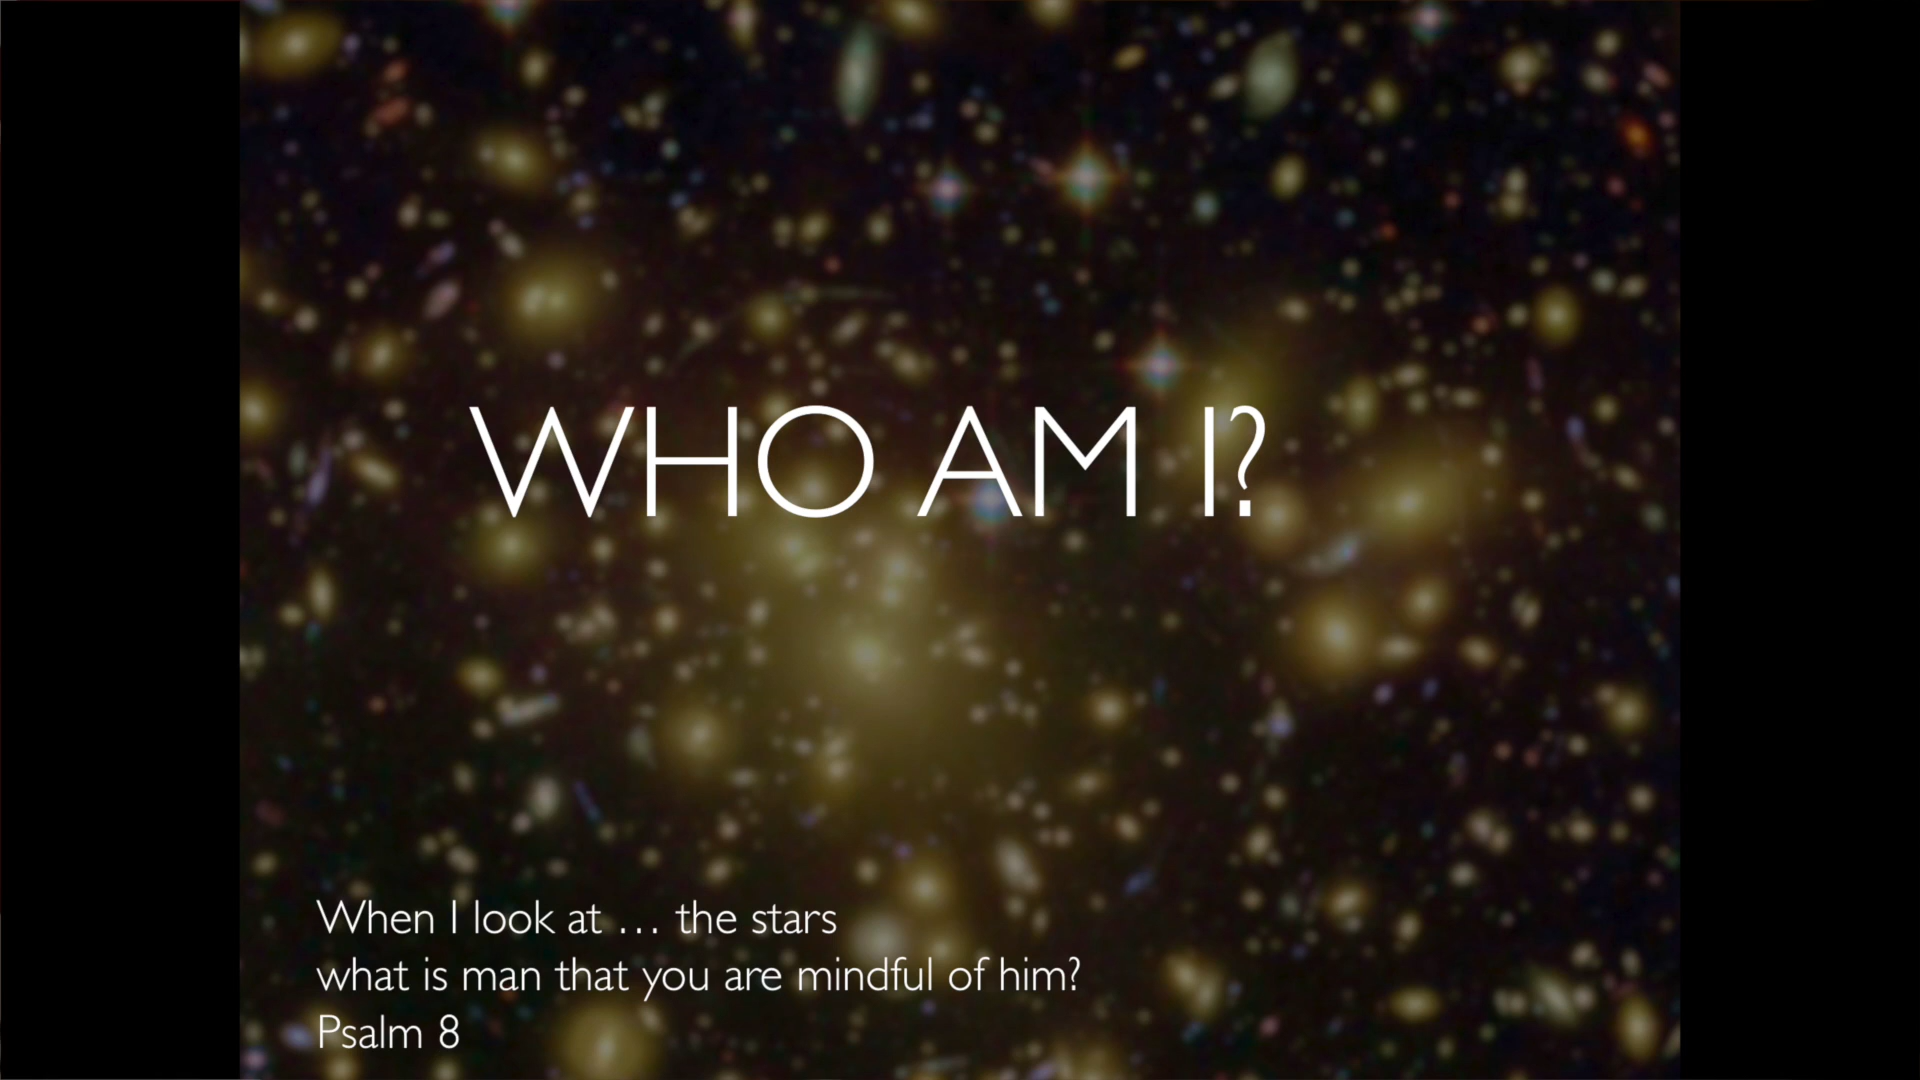 WHO AM I?
When I look at … the stars
what is man that you are mindful of him?
Psalm 8